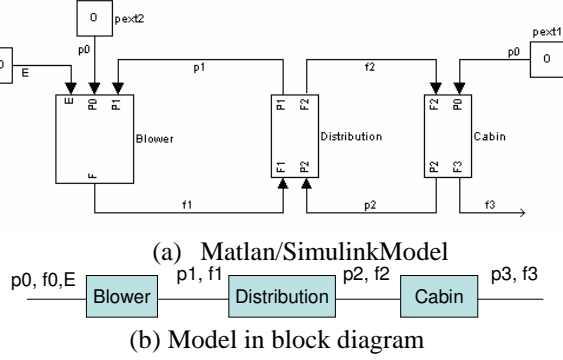 0
pext2
pext1
0
p0
p1
f2
p0
0
E
E
P0
P1
Blower
F
P1
F2
Distribution
F1
P2
F2
P0
Cabin
P2
F3
f1
p2
f3
(a) Matlan/SimulinkModel
p0, f0,E
p1, f1
p2, f2
p3, f3
Blower
Distribution
Cabin
(b) Model in block diagram